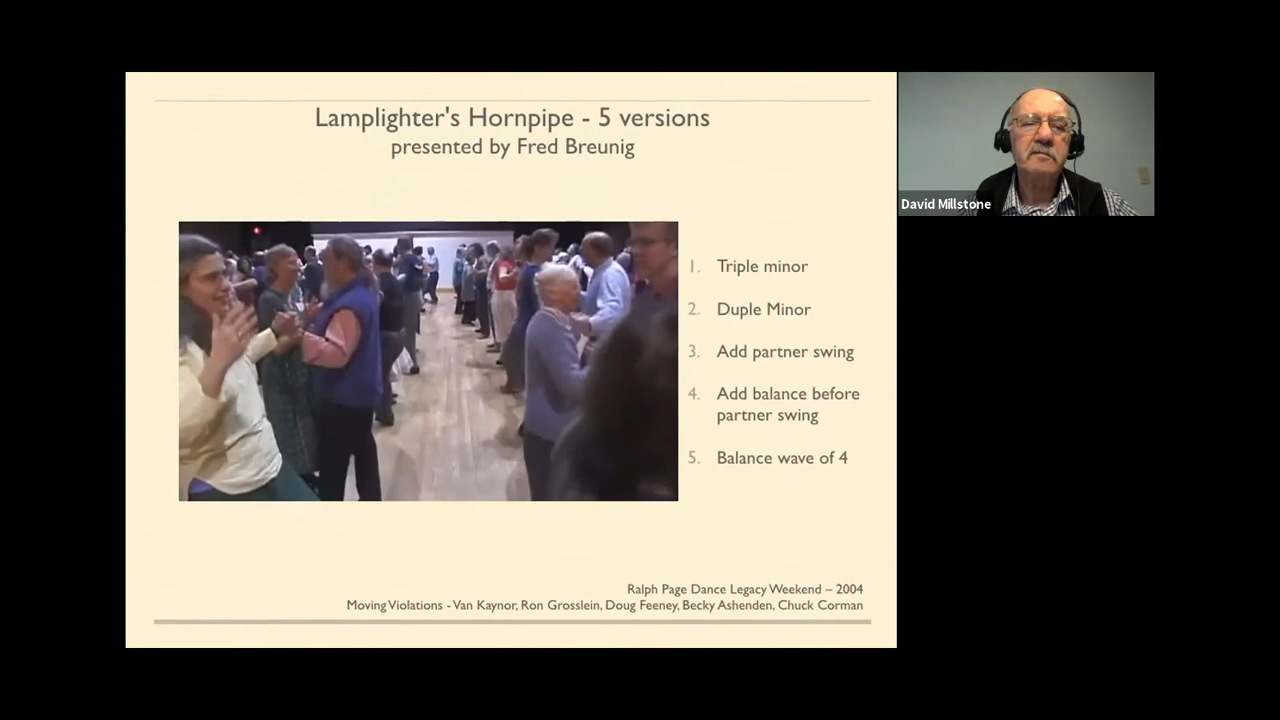 Lamplighter's Hornpipe - 5 versions
presented by Fred Breunig
1. Triple minor
2. Duple Minor
3. Add partner swing
4. Add balance before
partner swing
5. Balance wave of 4
Ralph Page Dance Legacy Weekend – 2004
Moving Violations - Van Kaynor, Ron Grosslein, Doug Feeney, Becky Ashenden, Chuck Corman
David Millstone